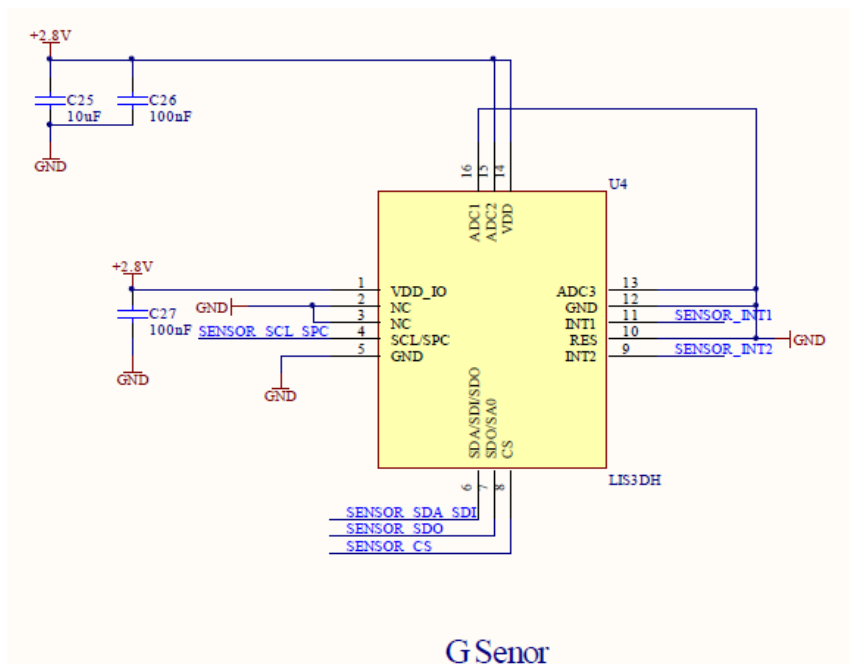 +2.8V
C25
10uF
C26
100nF
GND
16
15
14
U4
ADC1
ADC2
VDD
+2.8V
C27
100nF
GND
1
VDD_IO
GND
2
NC
3
NC
SENSOR_SCL_SPC
4
SCL/SPC
5
GND
GND
ADC3
13
GND
12
INT1
11
SENSOR_INT1
RES
10
GND
INT2
9
SENSOR_INT2
SDA/SDI/SDO
SDO/SA0
CS
6
7
8
LIS3DH
SENSOR_SDA_SDI
SENSOR_SDO
SENSOR_CS
G Senor